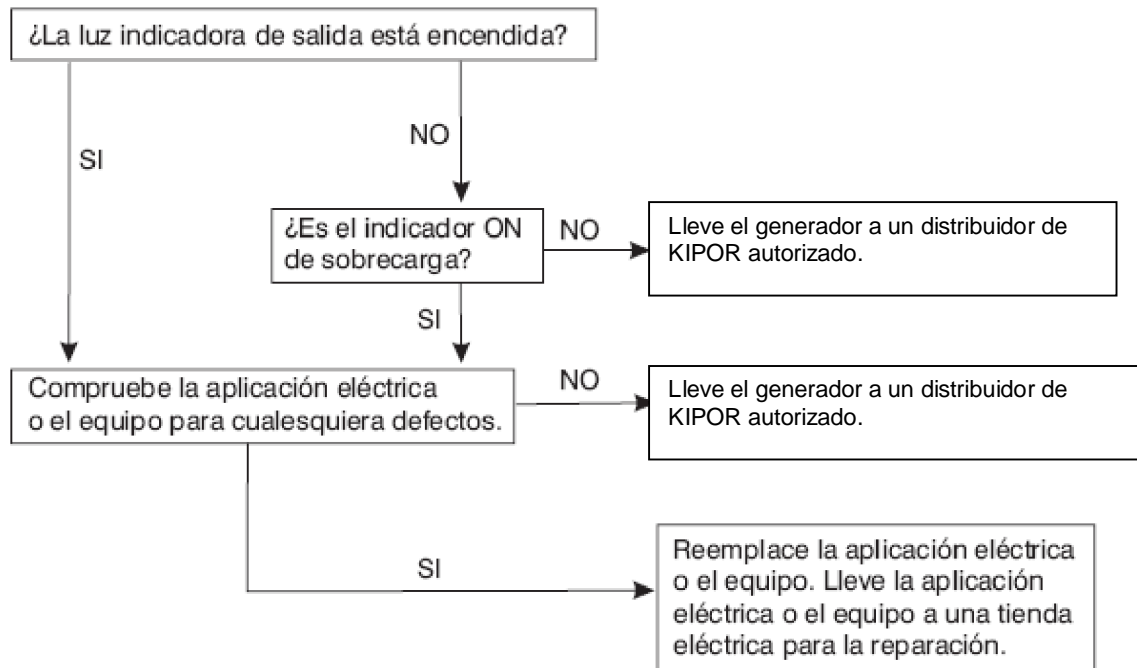 ¿La luz indicadora de salida está encendida?
SI
NO
¿Es el indicador ON
de sobrecarga?
NO
Lleve el generador a un distribuidor de
KIPOR autorizado.
SI
Compruebe la aplicación eléctrica
o el equipo para cualesquiera defectos.
NO
Lleve el generador a un distribuidor de
KIPOR autorizado.
SI
Reemplace la aplicación eléctrica
o el equipo. Lleve la aplicación
eléctrica o el equipo a una tienda
eléctrica para la reparación.